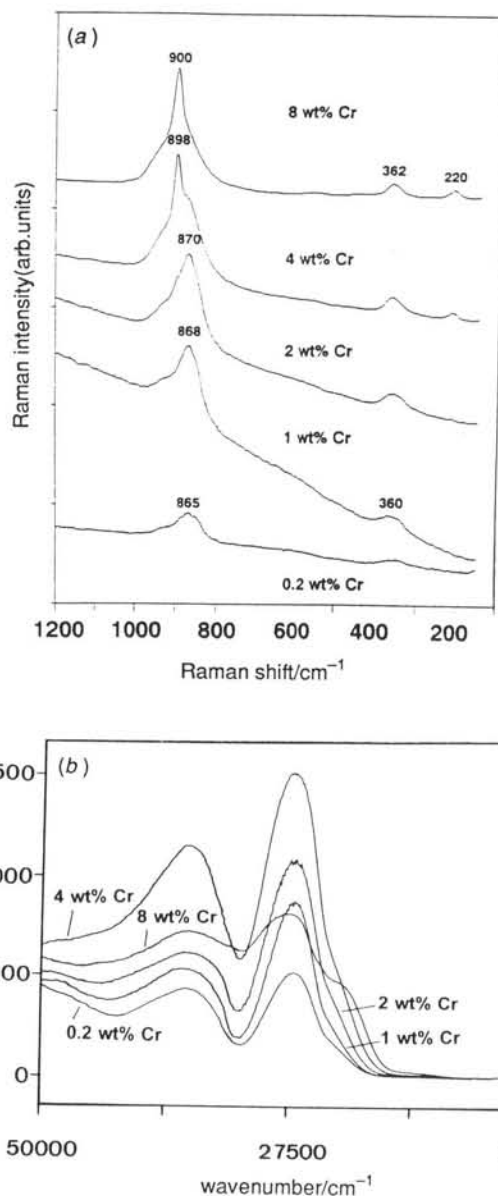 (a)
900
8 wt% Cr
898
362
220
870
4 wt% Cr
868
2 wt% Cr
1 wt% Cr
865
360
0.2 wt% Cr
Raman intensity(arb.units)
1200 1000 800 600 400 200
Raman shift/cm⁻¹
(b)
4 wt% Cr
8 wt% Cr
2 wt% Cr
0.2 wt% Cr
1 wt% Cr
0
50000 27500
wavenumber/cm⁻¹